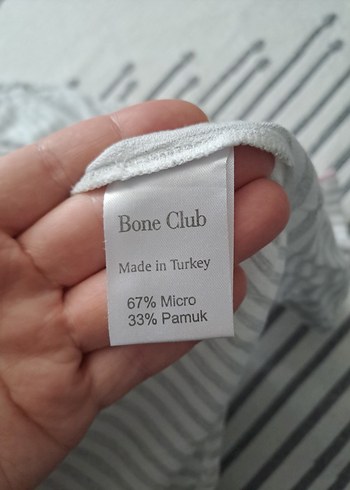 Bone Club
Made in Turkey
67% Micro
33% Pamuk